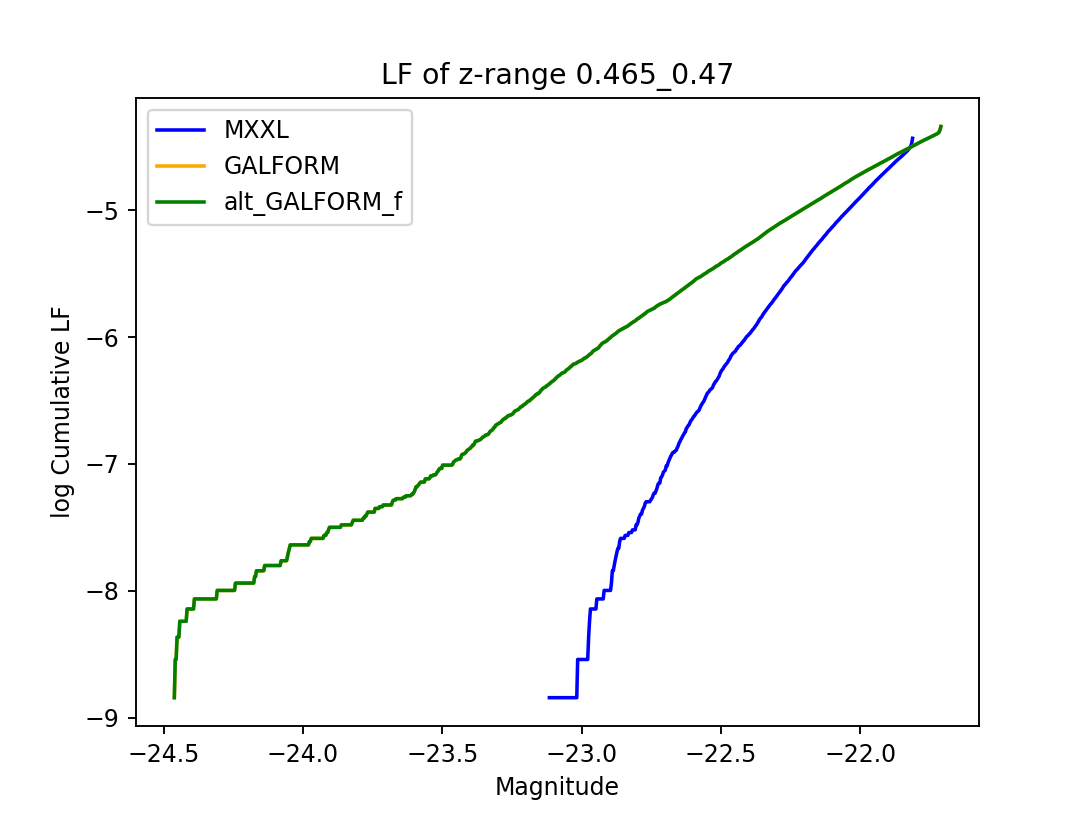 LF of z-range 0.465_0.47
MXXL
GALFORM
alt_GALFORM_f
log Cumulative LF
−5
−6
−7
−8
−9
−24.5 −24.0 −23.5 −23.0 −22.5 −22.0
Magnitude